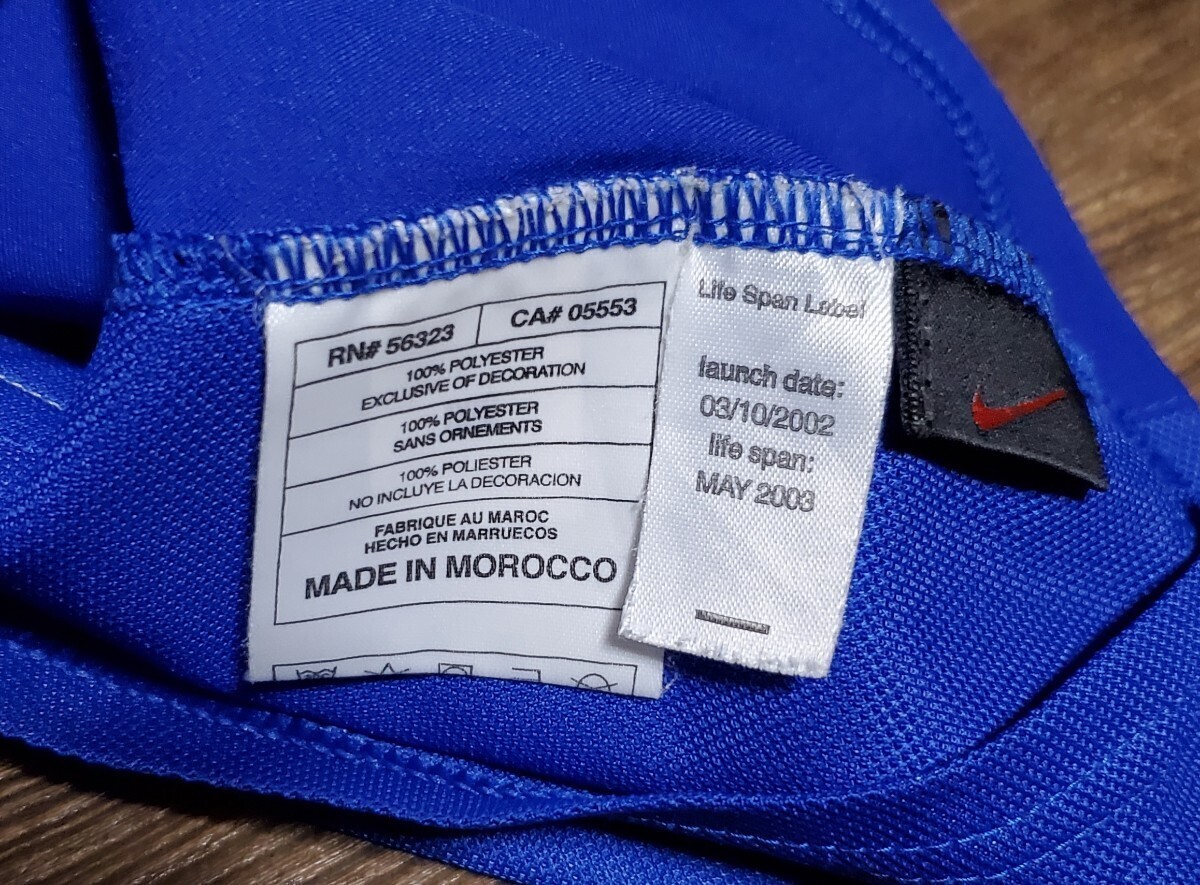 RN# 56323
CA# 05553
100% POLYESTER
EXCLUSIVE OF DECORATION
100% POLYESTER
SANS ORNEMENTS
100% POLIESTER
NO INCLUYE LA DECORACION
FABRIQUE AU MAROC
HECHO EN MARRUECOS
MADE IN MOROCCO
Life Span Label
launch date:
03/10/2002
life span:
MAY 2003